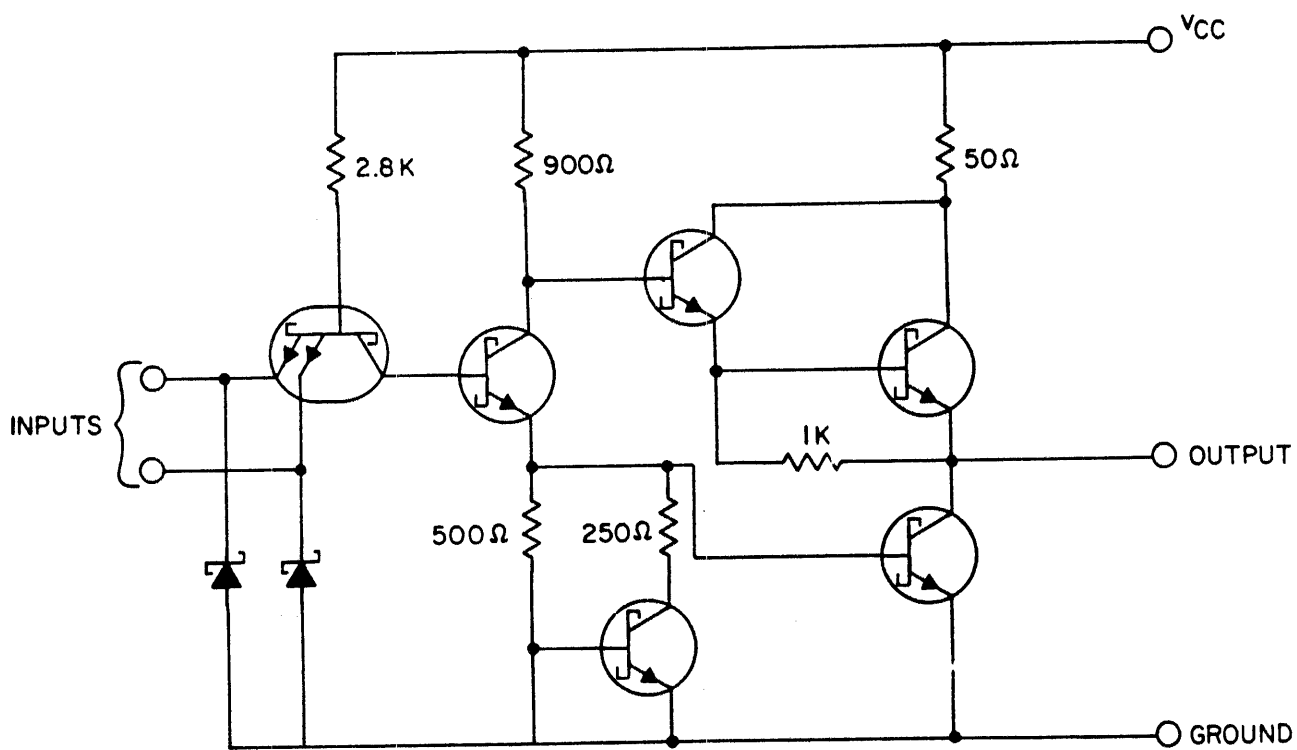 VCC
2.8K
900Ω
50Ω
INPUTS
1K
OUTPUT
500Ω
250Ω
GROUND